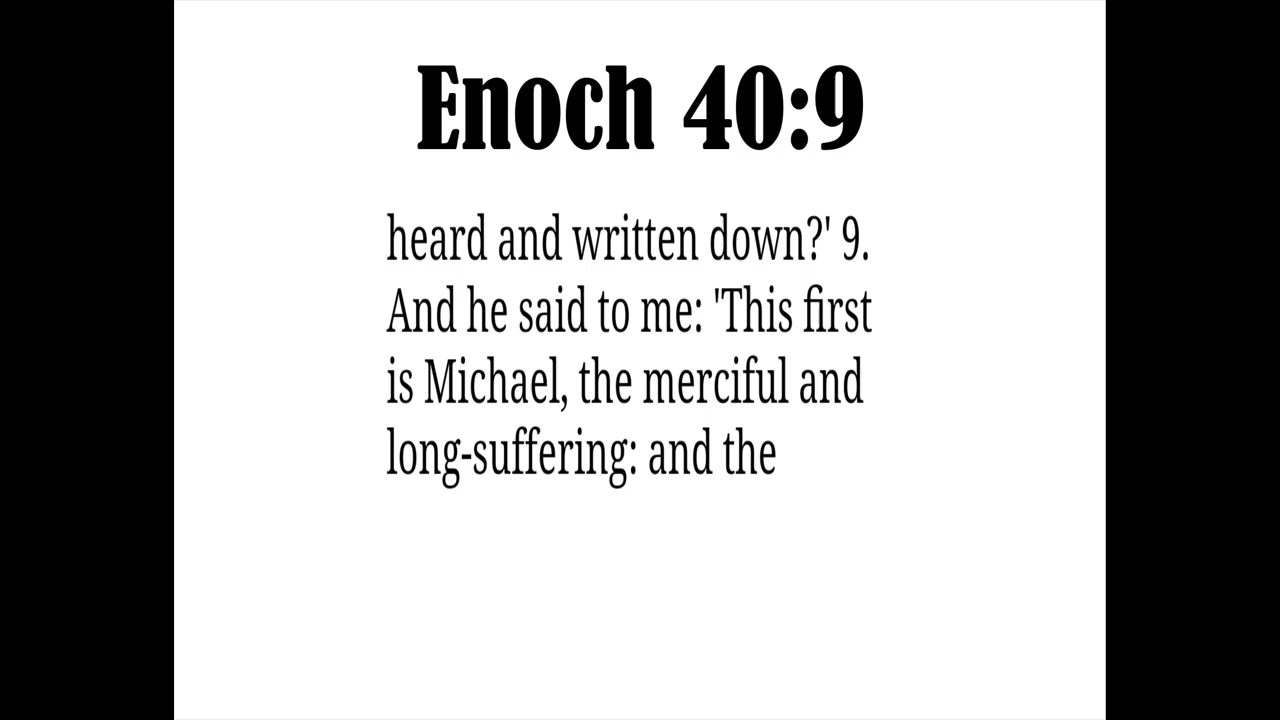 Enoch 40:9
heard and written down?' 9.
And he said to me: 'This first
is Michael, the merciful and
long-suffering: and the